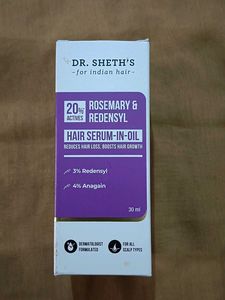 DR. SHETH'S
for indian hair
20% ACTIVES
ROSEMARY & REDENSYL
HAIR SERUM-IN-OIL
REDUCES HAIR LOSS, BOOSTS HAIR GROWTH
3% Redensyl
4% Anagain
30 ml
DERMATOLOGIST FORMULATED
FOR ALL SCALP TYPES